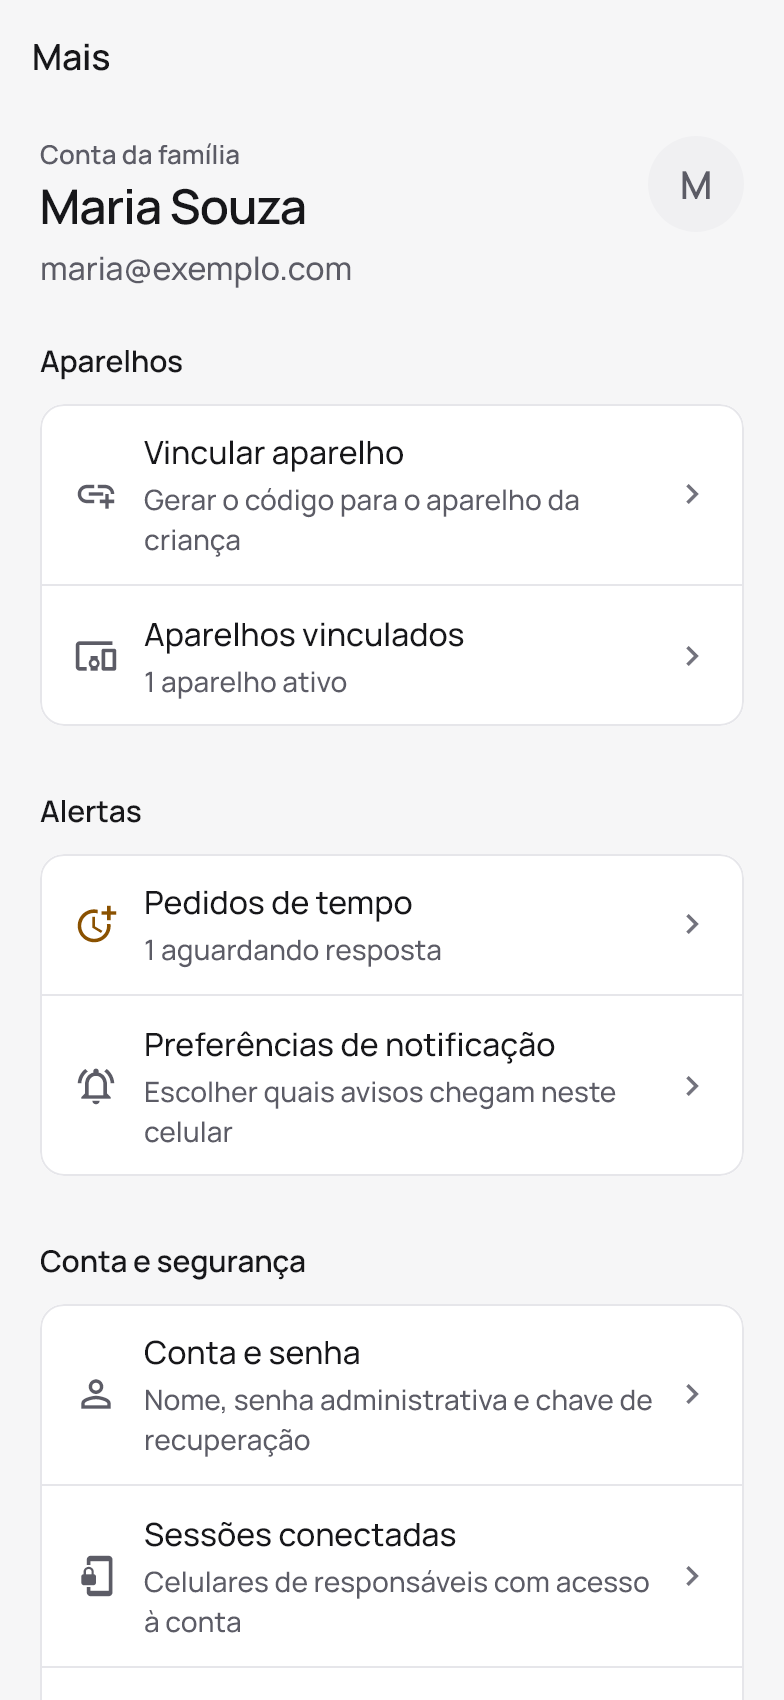 Mais
Conta da família
Maria Souza
M
maria@exemplo.com
Aparelhos
Vincular aparelho
Gerar o código para o aparelho da
criança
Aparelhos vinculados
1 aparelho ativo
Alertas
Pedidos de tempo
1 aguardando resposta
Preferências de notificação
Escolher quais avisos chegam neste
celular
Conta e segurança
Conta e senha
Nome, senha administrativa e chave de
recuperação
Sessões conectadas
Celulares de responsáveis com acesso
à conta